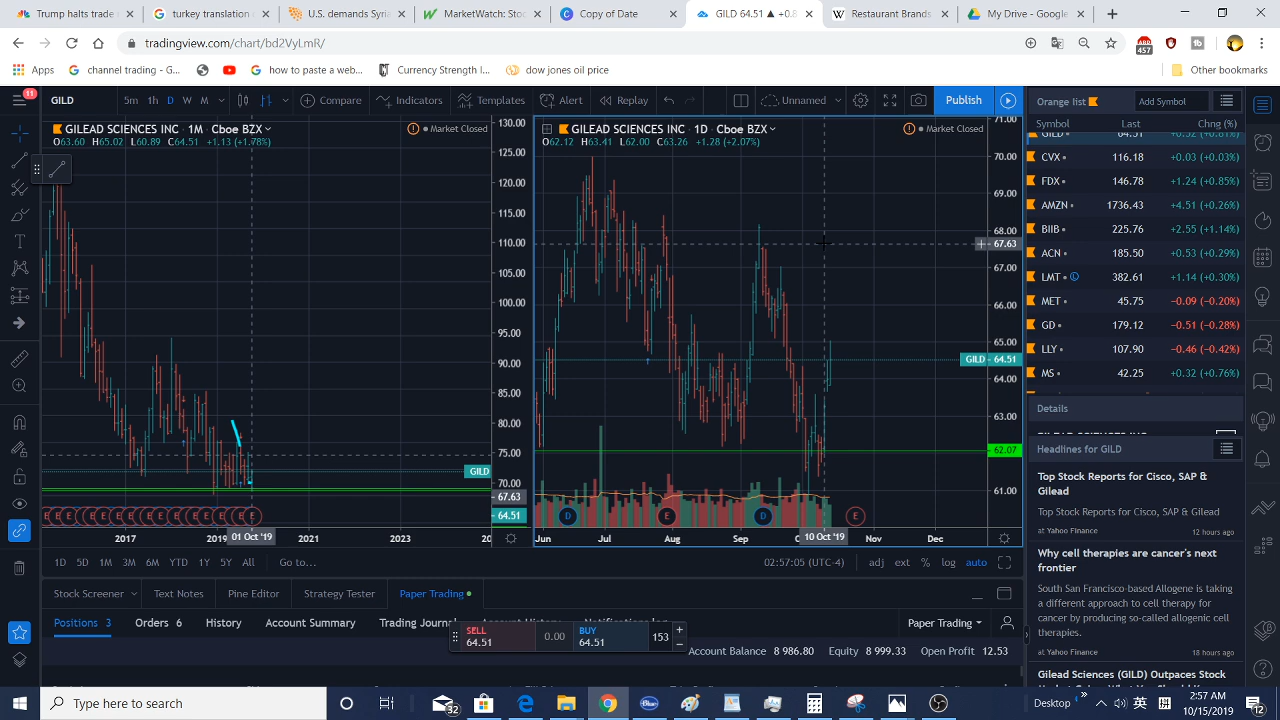 turkey translation
U.S. demands Syria
MarketWatch: Stoc
Copy of Date
GILD 64.51 ▲ +0.8
Restaurant Brands
My Drive - Google
tradingview.com/chart/bd2VyLmR/
457
Apps
channel trading - G...
how to paste a web...
Currency Strength I...
dow jones oil price
Other bookmarks
11
GILD
5m 1h D W M
Compare
Indicators
Templates
Alert
Replay
Unnamed
Publish
GILEAD SCIENCES INC · 1M · Cboe BZX
Market Closed
O63.60 H65.02 L60.89 C64.51 +1.13 (+1.78%)
130.00
125.00
120.00
115.00
110.00
105.00
100.00
95.00
90.00
85.00
80.00
75.00
70.00
GILD
67.63
64.51
2017
2019
01 Oct '19
2021
2023
GILEAD SCIENCES INC · 1D · Cboe BZX
Market Closed
O62.12 H63.41 L62.00 C63.26 +1.28 (+2.07%)
71.00
70.00
69.00
68.00
67.63
67.00
66.00
65.00
GILD 64.51
64.00
63.00
62.07
61.00
D E D E
Jun Jul Aug Sep 10 Oct '19 Nov Dec
1D 5D 1M 3M 6M YTD 1Y 5Y All Go to...
02:57:05 (UTC-4) adj ext % log auto
Stock Screener
Text Notes
Pine Editor
Strategy Tester
Paper Trading
Positions 3
Orders 6
History
Account Summary
Trading Journal
Paper Trading
SELL
64.51
0.00
BUY
64.51
153
Account Balance 8 986.80 Equity 8 999.33 Open Profit 12.53
Orange list
Add Symbol
Symbol Last Chg (%)
CVX 116.18 +0.03 (+0.03%)
FDX 146.78 +1.24 (+0.85%)
AMZN 1736.43 +4.51 (+0.26%)
BIIB 225.76 +2.55 (+1.14%)
ACN 185.50 +0.53 (+0.29%)
LMT 382.61 +1.14 (+0.30%)
MET 45.75 −0.09 (−0.20%)
GD 179.12 −0.51 (−0.28%)
LLY 107.90 −0.46 (−0.42%)
MS 42.25 +0.32 (+0.76%)
Details
Headlines for GILD
Top Stock Reports for Cisco, SAP &
Gilead
Top Stock Reports for Cisco, SAP & Gilead
at Yahoo Finance 12 hours ago
Why cell therapies are cancer's next
frontier
South San Francisco-based Allogene is taking
a different approach to cell therapy for
cancer by producing so-called allogenic cell
therapies.
at Yahoo Finance 18 hours ago
Gilead Sciences (GILD) Outpaces Stock
Type here to search
32
Desktop
英
拼
2:57 AM
10/15/2019
12